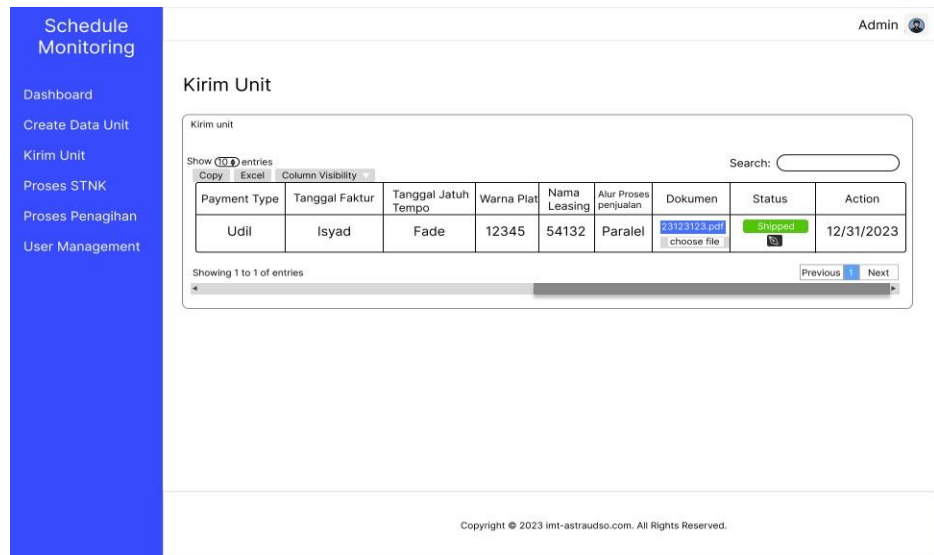 Schedule
Monitoring
Admin
Dashboard
Create Data Unit
Kirim Unit
Proses STNK
Proses Penagihan
User Management
Kirim Unit
Kirim unit
Show 10 entries
Search:
Copy Excel Column Visibility
Payment Type Tanggal Faktur Tanggal Jatuh Tempo Warna Plat Nama Leasing Alur Proses penjualan Dokumen Status Action
Udil Isyad Fade 12345 54132 Paralel 23123123.pdf Shipped 12/31/2023
choose file
Showing 1 to 1 of entries
Previous 1 Next
Copyright © 2023 imt-astraudso.com. All Rights Reserved.